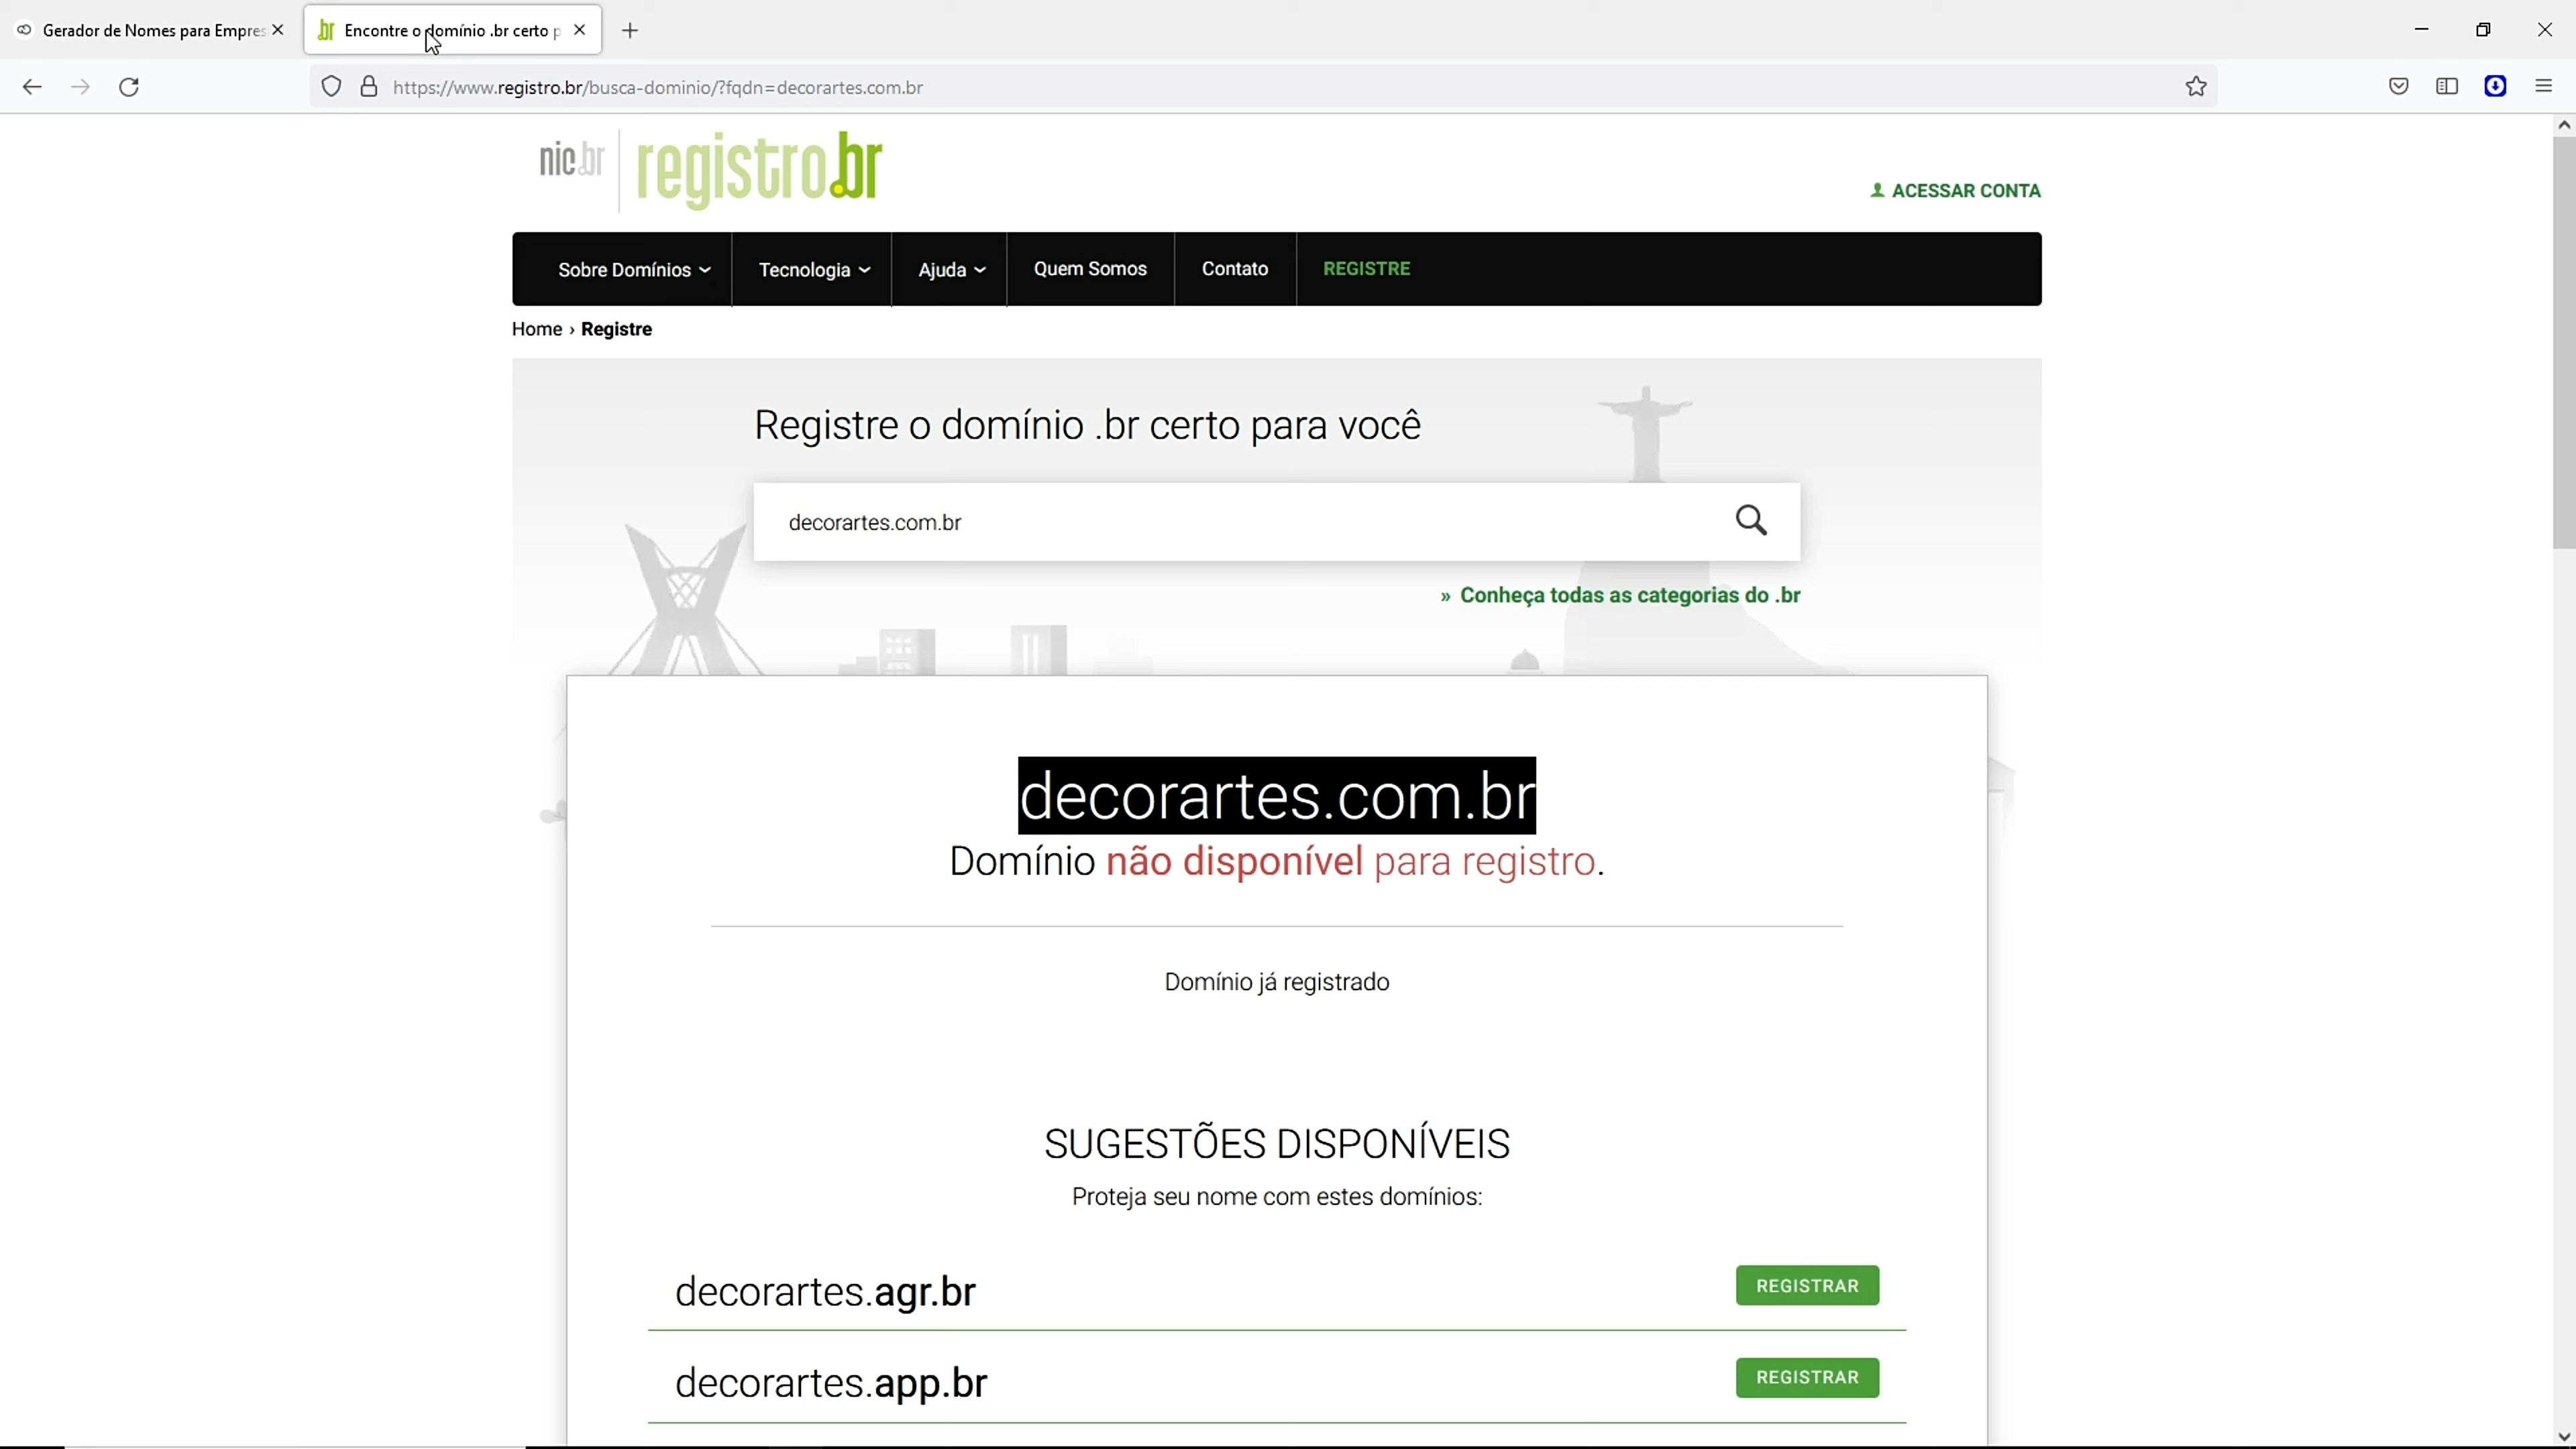 Gerador de Nomes para Empres
Encontre o domínio .br certo p
https://www.registro.br/busca-dominio/?fqdn=decorartes.com.br
nic.br
registro.br
ACESSAR CONTA
Sobre Domínios
Tecnologia
Ajuda
Quem Somos
Contato
REGISTRE
Home › Registre
Registre o domínio .br certo para você
decorartes.com.br
» Conheça todas as categorias do .br
decorartes.com.br
Domínio não disponível para registro.
Domínio já registrado
SUGESTÕES DISPONÍVEIS
Proteja seu nome com estes domínios:
decorartes.agr.br
REGISTRAR
decorartes.app.br
REGISTRAR